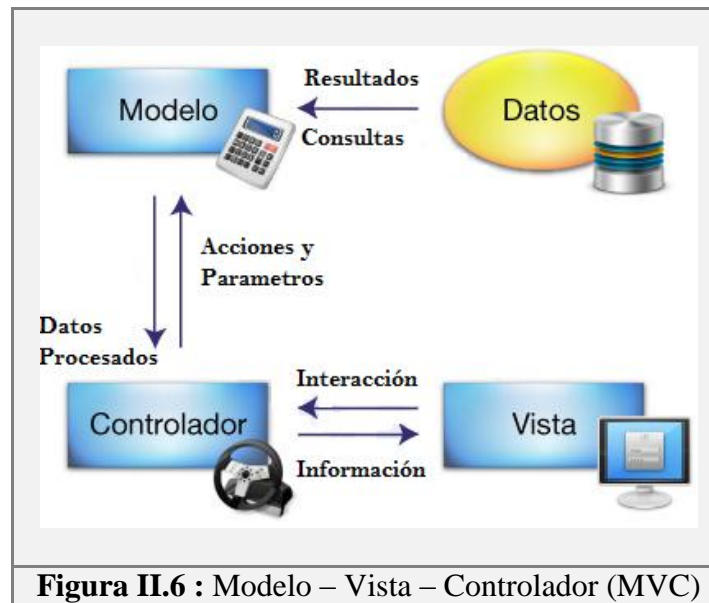 Resultados
Modelo
Datos
Consultas
Acciones y
Parametros
Datos
Procesados
Interacción
Controlador
Vista
Información
Figura II.6 : Modelo – Vista – Controlador (MVC)